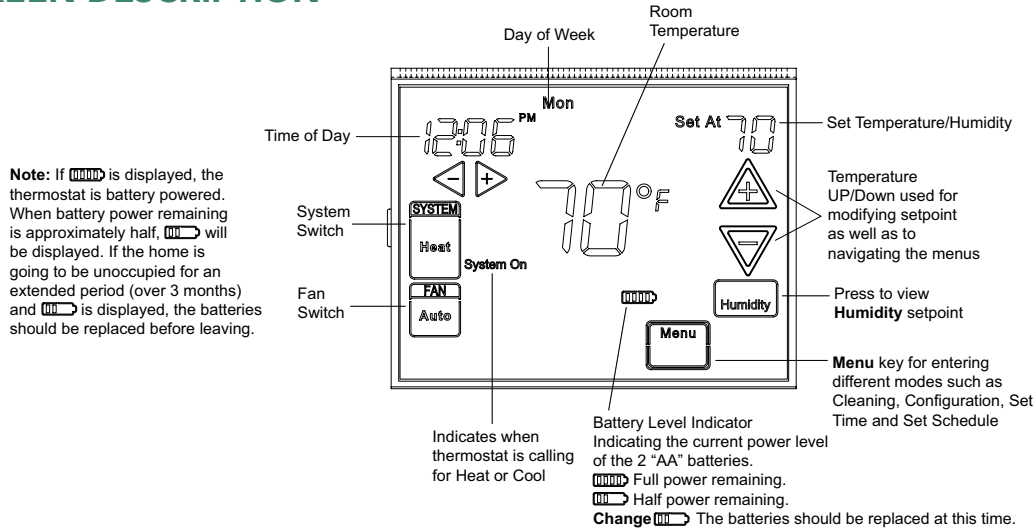 Room
Temperature
Day of Week
Mon
12:06 PM
Time of Day
Set At 70
Set Temperature/Humidity
Note: If is displayed, the
thermostat is battery powered.
When battery power remaining
is approximately half, will
be displayed. If the home is
going to be unoccupied for an
extended period (over 3 months)
and is displayed, the batteries
should be replaced before leaving.
System
Switch
SYSTEM
Heat
System On
70°F
Temperature
UP/Down used for
modifying setpoint
as well as to
navigating the menus
Fan
Switch
FAN
Auto
Humidity
Press to view
Humidity setpoint
Menu
Menu key for entering
different modes such as
Cleaning, Configuration, Set
Time and Set Schedule
Indicates when
thermostat is calling
for Heat or Cool
Battery Level Indicator
Indicating the current power level
of the 2 “AA” batteries.
Full power remaining.
Half power remaining.
Change The batteries should be replaced at this time.